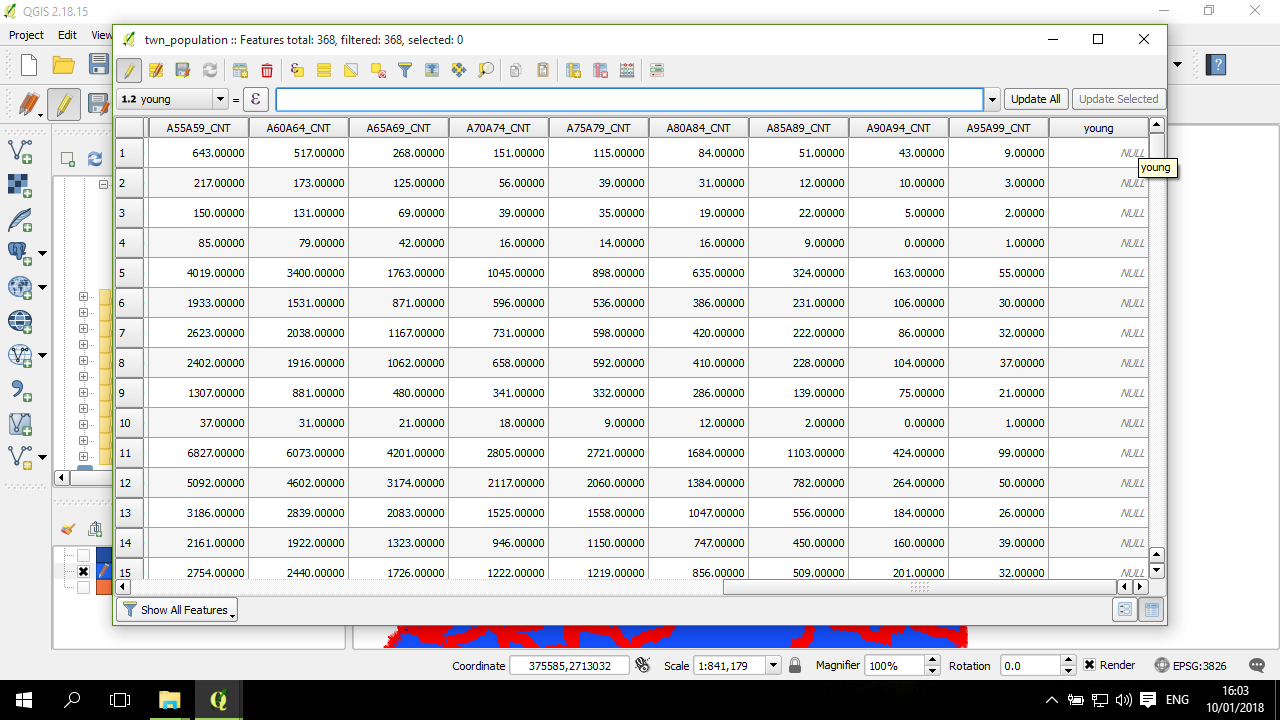 QGIS 2.18.15
Project Edit View
twn_population :: Features total: 368, filtered: 368, selected: 0
1.2 young = ε Update All Update Selected
A55A59_CNT A60A64_CNT A65A69_CNT A70A74_CNT A75A79_CNT A80A84_CNT A85A89_CNT A90A94_CNT A95A99_CNT young
1 643.00000 517.00000 268.00000 151.00000 115.00000 84.00000 51.00000 43.00000 9.00000 NULL
young
2 217.00000 173.00000 125.00000 56.00000 39.00000 31.00000 12.00000 10.00000 3.00000 NULL
3 150.00000 131.00000 69.00000 39.00000 35.00000 19.00000 22.00000 5.00000 2.00000 NULL
4 85.00000 79.00000 42.00000 16.00000 14.00000 16.00000 9.00000 0.00000 1.00000 NULL
5 4019.00000 3400.00000 1763.00000 1045.00000 898.00000 635.00000 324.00000 163.00000 55.00000 NULL
6 1933.00000 1531.00000 871.00000 596.00000 536.00000 386.00000 231.00000 106.00000 30.00000 NULL
7 2623.00000 2038.00000 1167.00000 731.00000 598.00000 420.00000 222.00000 86.00000 32.00000 NULL
8 2402.00000 1916.00000 1062.00000 658.00000 592.00000 410.00000 228.00000 104.00000 37.00000 NULL
9 1307.00000 881.00000 480.00000 341.00000 332.00000 286.00000 139.00000 75.00000 21.00000 NULL
10 37.00000 31.00000 21.00000 18.00000 9.00000 12.00000 2.00000 0.00000 1.00000 NULL
11 6827.00000 6073.00000 4201.00000 2805.00000 2721.00000 1684.00000 1103.00000 424.00000 99.00000 NULL
12 5092.00000 4602.00000 3174.00000 2117.00000 2060.00000 1384.00000 782.00000 264.00000 50.00000 NULL
13 3186.00000 2839.00000 2083.00000 1525.00000 1558.00000 1047.00000 556.00000 184.00000 26.00000 NULL
14 2161.00000 1922.00000 1323.00000 946.00000 1150.00000 747.00000 450.00000 160.00000 39.00000 NULL
15 2754.00000 2440.00000 1726.00000 1222.00000 1219.00000 856.00000 505.00000 201.00000 32.00000 NULL
Show All Features
Coordinate 375585,2713032 Scale 1:841,179 Magnifier 100% Rotation 0.0 Render EPSG:3826
ENG 16:03
10/01/2018